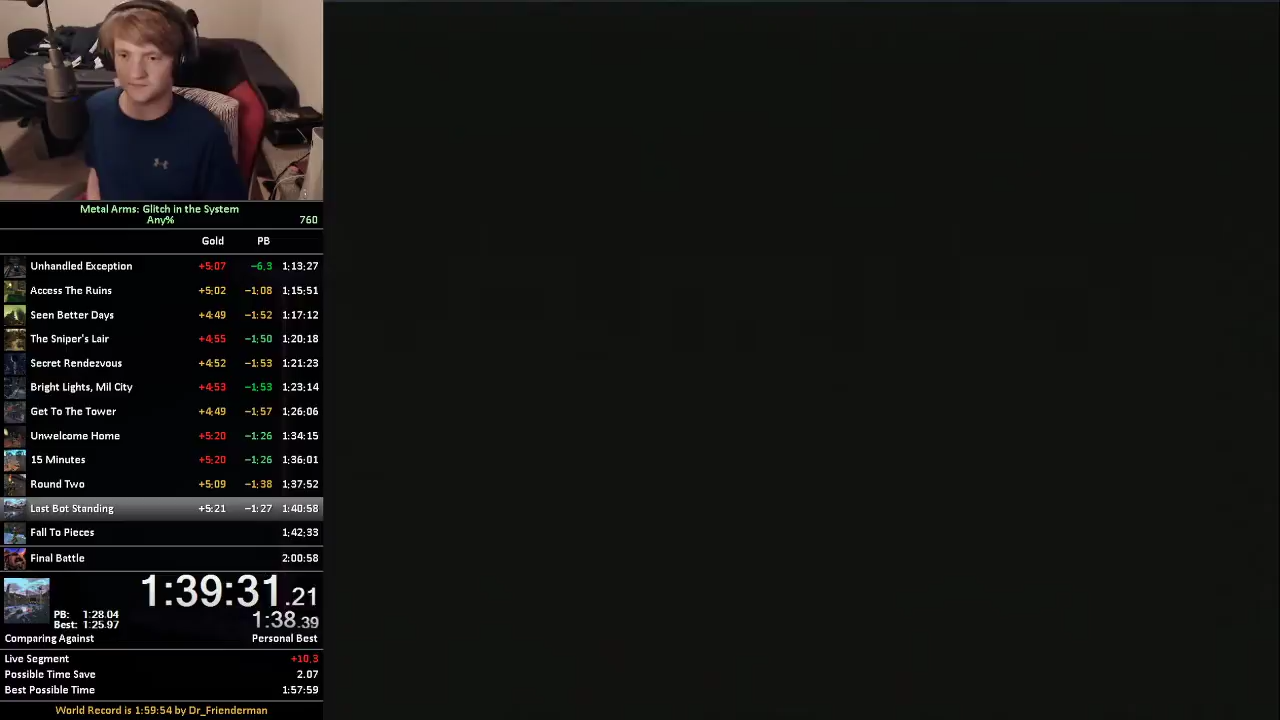 Metal Arms: Glitch in the System
Any% 760
Gold PB
Unhandled Exception +5:07 −6.3 1:13:27
Access The Ruins +5:02 −1:08 1:15:51
Seen Better Days +4:49 −1:52 1:17:12
The Sniper's Lair +4:55 −1:50 1:20:18
Secret Rendezvous +4:52 −1:53 1:21:23
Bright Lights, Mil City +4:53 −1:53 1:23:14
Get To The Tower +4:49 −1:57 1:26:06
Unwelcome Home +5:20 −1:26 1:34:15
15 Minutes +5:20 −1:26 1:36:01
Round Two +5:09 −1:38 1:37:52
Last Bot Standing +5:21 −1:27 1:40:58
Fall To Pieces 1:42:33
Final Battle 2:00:58
1:39:31.21
PB: 1:28.04 1:38.39
Best: 1:25.97
Comparing Against Personal Best
Live Segment +10.3
Possible Time Save 2.07
Best Possible Time 1:57:59
World Record is 1:59:54 by Dr_Frienderman